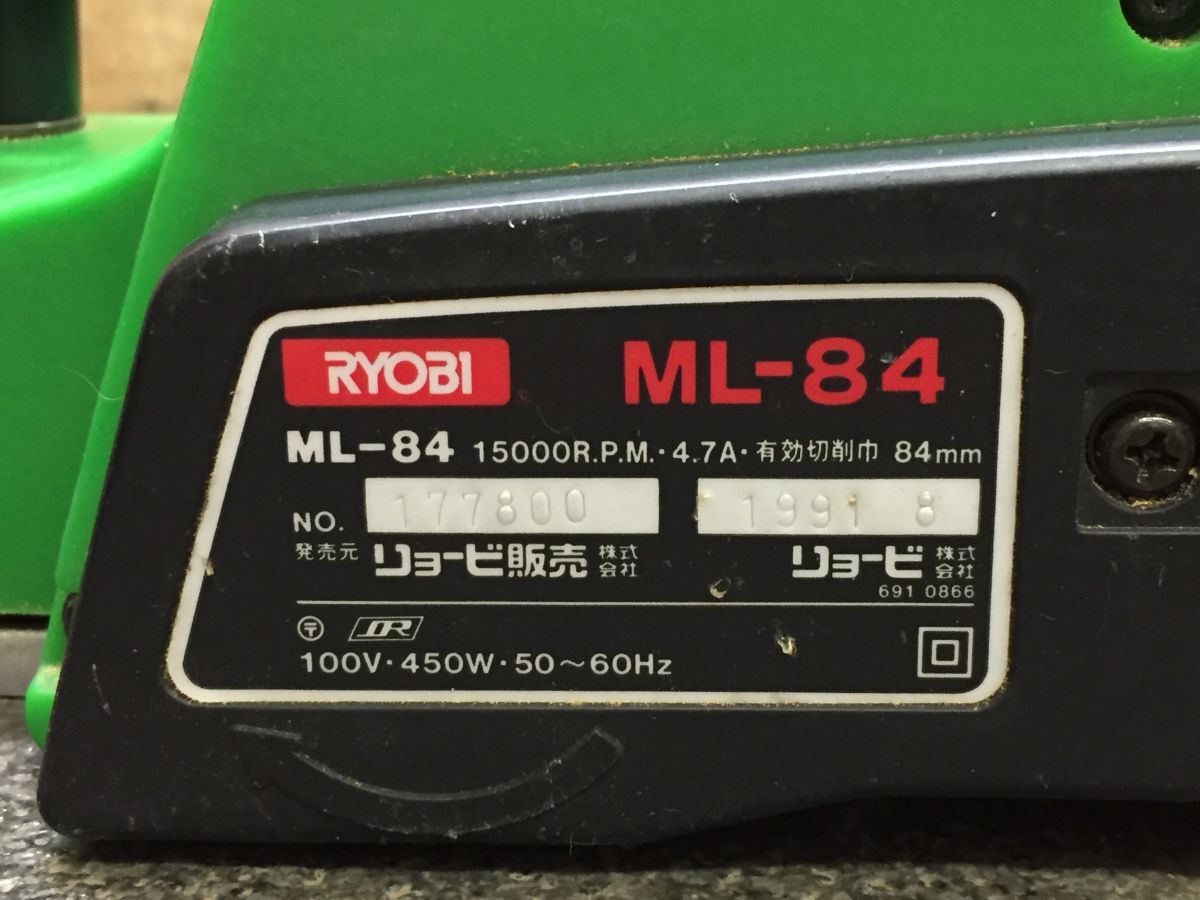 RYOBI ML-84
ML-84 15000R.P.M.・4.7A・有効切削巾 84mm
NO. 177800 1991 8
発売元 リョービ販売株式会社 リョービ株式会社
691 0866
〒 DR
100V・450W・50〜60Hz